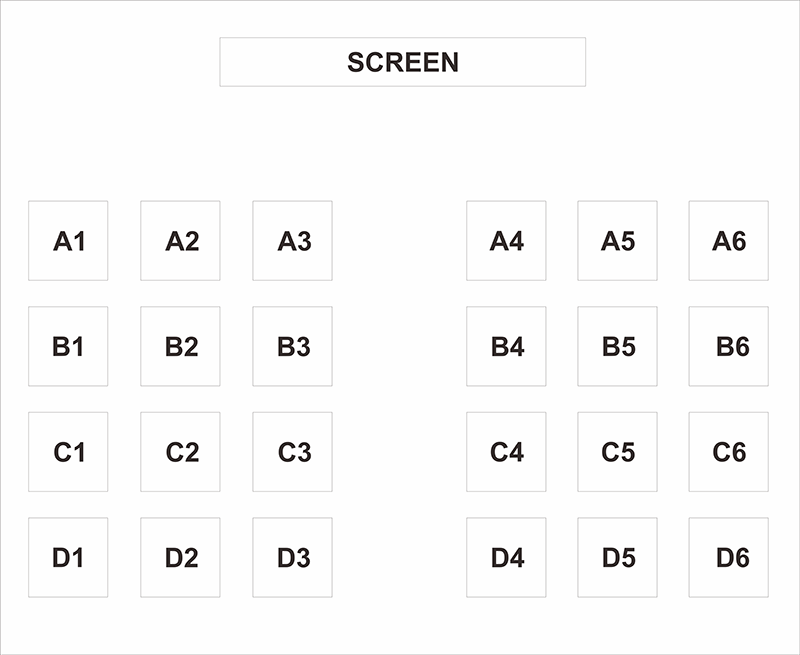 SCREEN
A1 A2 A3 A4 A5 A6
B1 B2 B3 B4 B5 B6
C1 C2 C3 C4 C5 C6
D1 D2 D3 D4 D5 D6